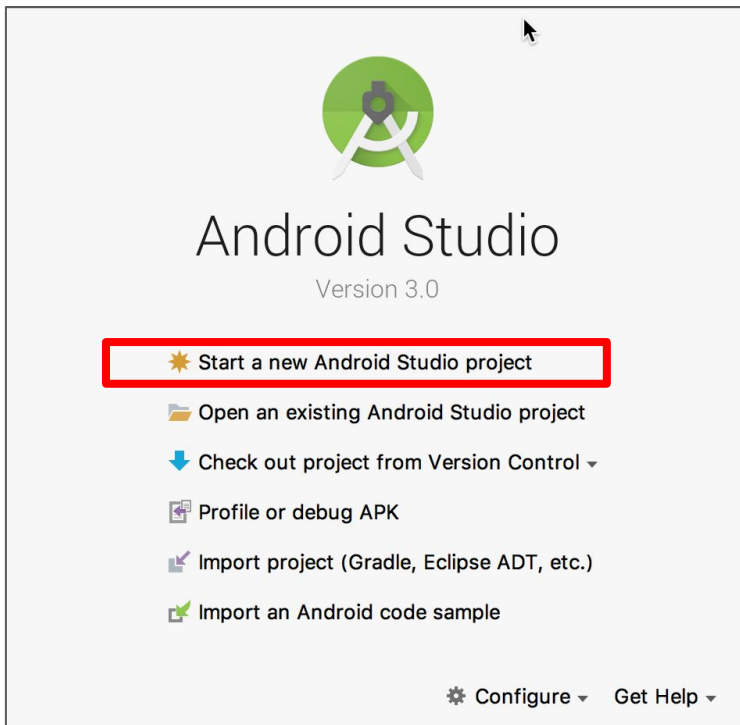 Android Studio
Version 3.0
Start a new Android Studio project
Open an existing Android Studio project
Check out project from Version Control
Profile or debug APK
Import project (Gradle, Eclipse ADT, etc.)
Import an Android code sample
Configure Get Help